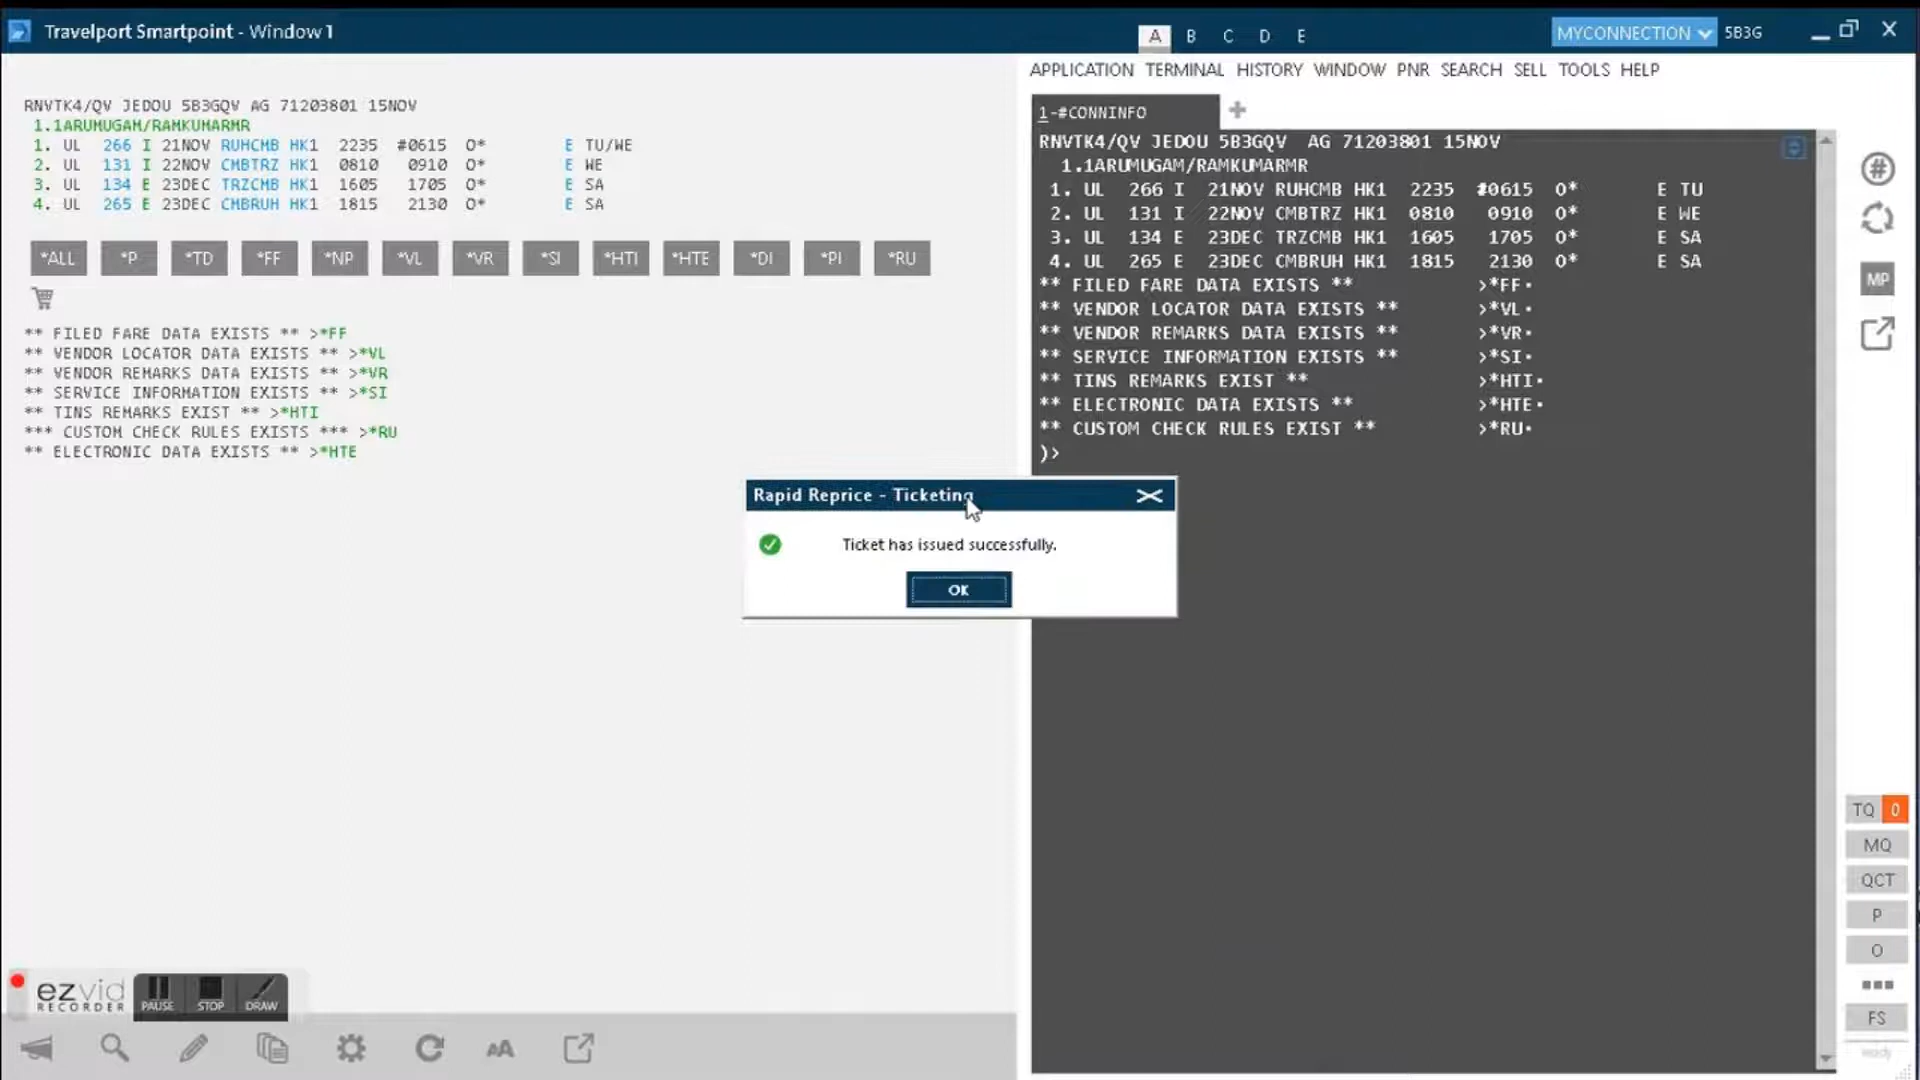 Travelport Smartpoint - Window 1
A B C D E
MYCONNECTION 5B3G
RNVTK4/QV JEDOU 5B3GQV AG 71203801 15NOV
1.1ARUMUGAM/RAMKUMARMR
1. UL 266 I 21NOV RUHCMB HK1 2235 #0615 O* E TU/WE
2. UL 131 I 22NOV CMBTRZ HK1 0810 0910 O* E WE
3. UL 134 E 23DEC TRZCMB HK1 1605 1705 O* E SA
4. UL 265 E 23DEC CMBRUH HK1 1815 2130 O* E SA
*ALL *P *TD *FF *NP *VL *VR *SI *HTI *HTE *DI *PI *RU
** FILED FARE DATA EXISTS ** >*FF
** VENDOR LOCATOR DATA EXISTS ** >*VL
** VENDOR REMARKS DATA EXISTS ** >*VR
** SERVICE INFORMATION EXISTS ** >*SI
** TINS REMARKS EXIST ** >*HTI
*** CUSTOM CHECK RULES EXISTS *** >*RU
** ELECTRONIC DATA EXISTS ** >*HTE
APPLICATION TERMINAL HISTORY WINDOW PNR SEARCH SELL TOOLS HELP
1-#CONNINFO +
RNVTK4/QV JEDOU 5B3GQV AG 71203801 15NOV
1.1ARUMUGAM/RAMKUMARMR
1. UL 266 I 21NOV RUHCMB HK1 2235 #0615 O* E TU
2. UL 131 I 22NOV CMBTRZ HK1 0810 0910 O* E WE
3. UL 134 E 23DEC TRZCMB HK1 1605 1705 O* E SA
4. UL 265 E 23DEC CMBRUH HK1 1815 2130 O* E SA
** FILED FARE DATA EXISTS ** >*FF·
** VENDOR LOCATOR DATA EXISTS ** >*VL·
** VENDOR REMARKS DATA EXISTS ** >*VR·
** SERVICE INFORMATION EXISTS ** >*SI·
** TINS REMARKS EXIST ** >*HTI·
** ELECTRONIC DATA EXISTS ** >*HTE·
** CUSTOM CHECK RULES EXIST ** >*RU·
)>
Rapid Reprice - Ticketing
Ticket has issued successfully.
OK
#
MP
TQ 0
MQ
QCT
P
O
FS
ready
ezvid
RECORDER
PAUSE STOP DRAW
AA